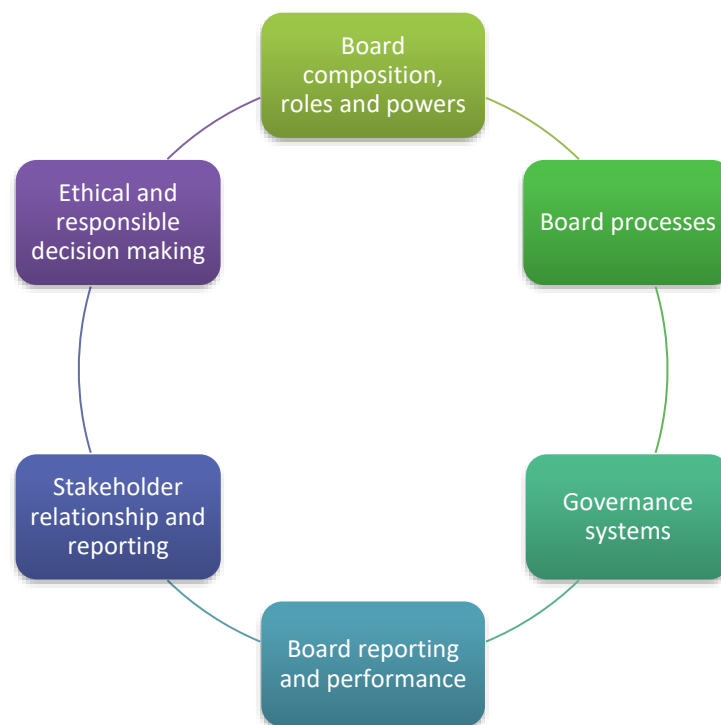 Board
composition,
roles and powers
Board processes
Governance
systems
Board reporting
and performance
Stakeholder
relationship and
reporting
Ethical and
responsible
decision making